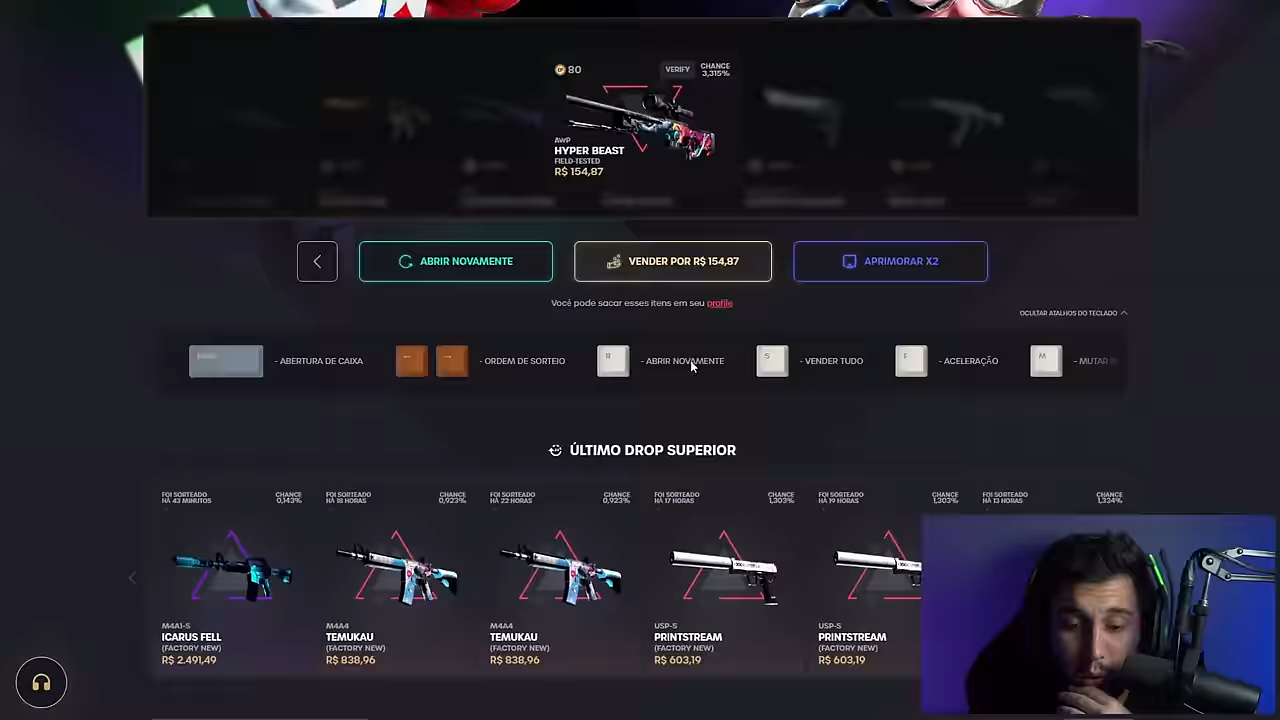 80
VERIFY
CHANCE
3,315%
AWP
HYPER BEAST
FIELD-TESTED
R$ 154,87
ABRIR NOVAMENTE
VENDER POR R$ 154,87
APRIMORAR X2
Você pode sacar esses itens em seu profile
OCULTAR ATALHOS DO TECLADO
- ABERTURA DE CAIXA
← → - ORDEM DE SORTEIO
R - ABRIR NOVAMENTE
S - VENDER TUDO
F - ACELERAÇÃO
M - MUTAR
ÚLTIMO DROP SUPERIOR
FOI SORTEADO
HÁ 43 MINUTOS
CHANCE
0,143%
M4A1-S
ICARUS FELL
(FACTORY NEW)
R$ 2.491,49
FOI SORTEADO
HÁ 18 HORAS
CHANCE
0,923%
M4A4
TEMUKAU
(FACTORY NEW)
R$ 838,96
FOI SORTEADO
HÁ 22 HORAS
CHANCE
0,923%
M4A4
TEMUKAU
(FACTORY NEW)
R$ 838,96
FOI SORTEADO
HÁ 17 HORAS
CHANCE
1,303%
USP-S
PRINTSTREAM
(FACTORY NEW)
R$ 603,19
FOI SORTEADO
HÁ 19 HORAS
CHANCE
1,303%
USP-S
PRINTSTREAM
(FACTORY NEW)
R$ 603,19
FOI SORTEADO
HÁ 13 HORAS
CHANCE
1,334%